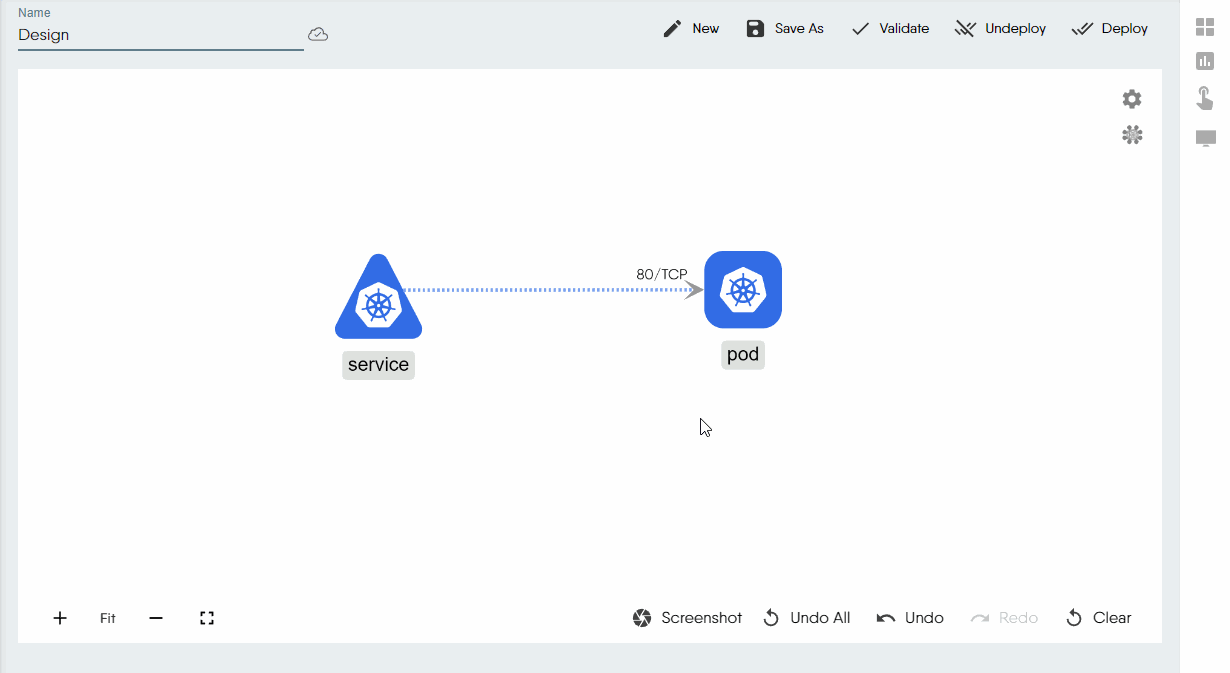 Name
Design
New
Save As
Validate
Undeploy
Deploy
80/TCP
service
pod
Fit
Screenshot
Undo All
Undo
Redo
Clear